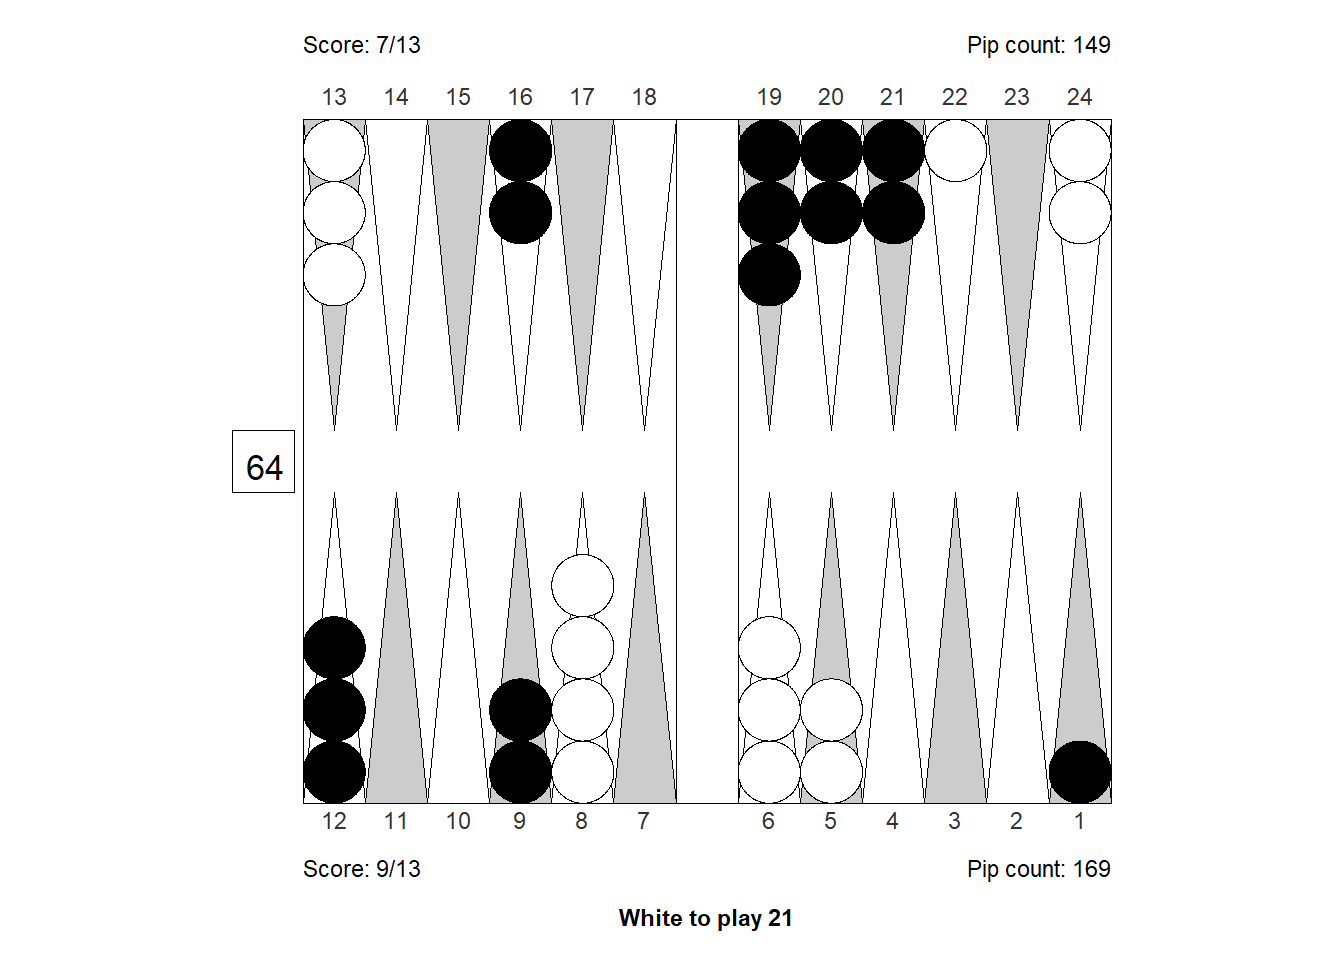 Score: 7/13 Pip count: 149
13 14 15 16 17 18 19 20 21 22 23 24
64
12 11 10 9 8 7 6 5 4 3 2 1
Score: 9/13 Pip count: 169
White to play 21